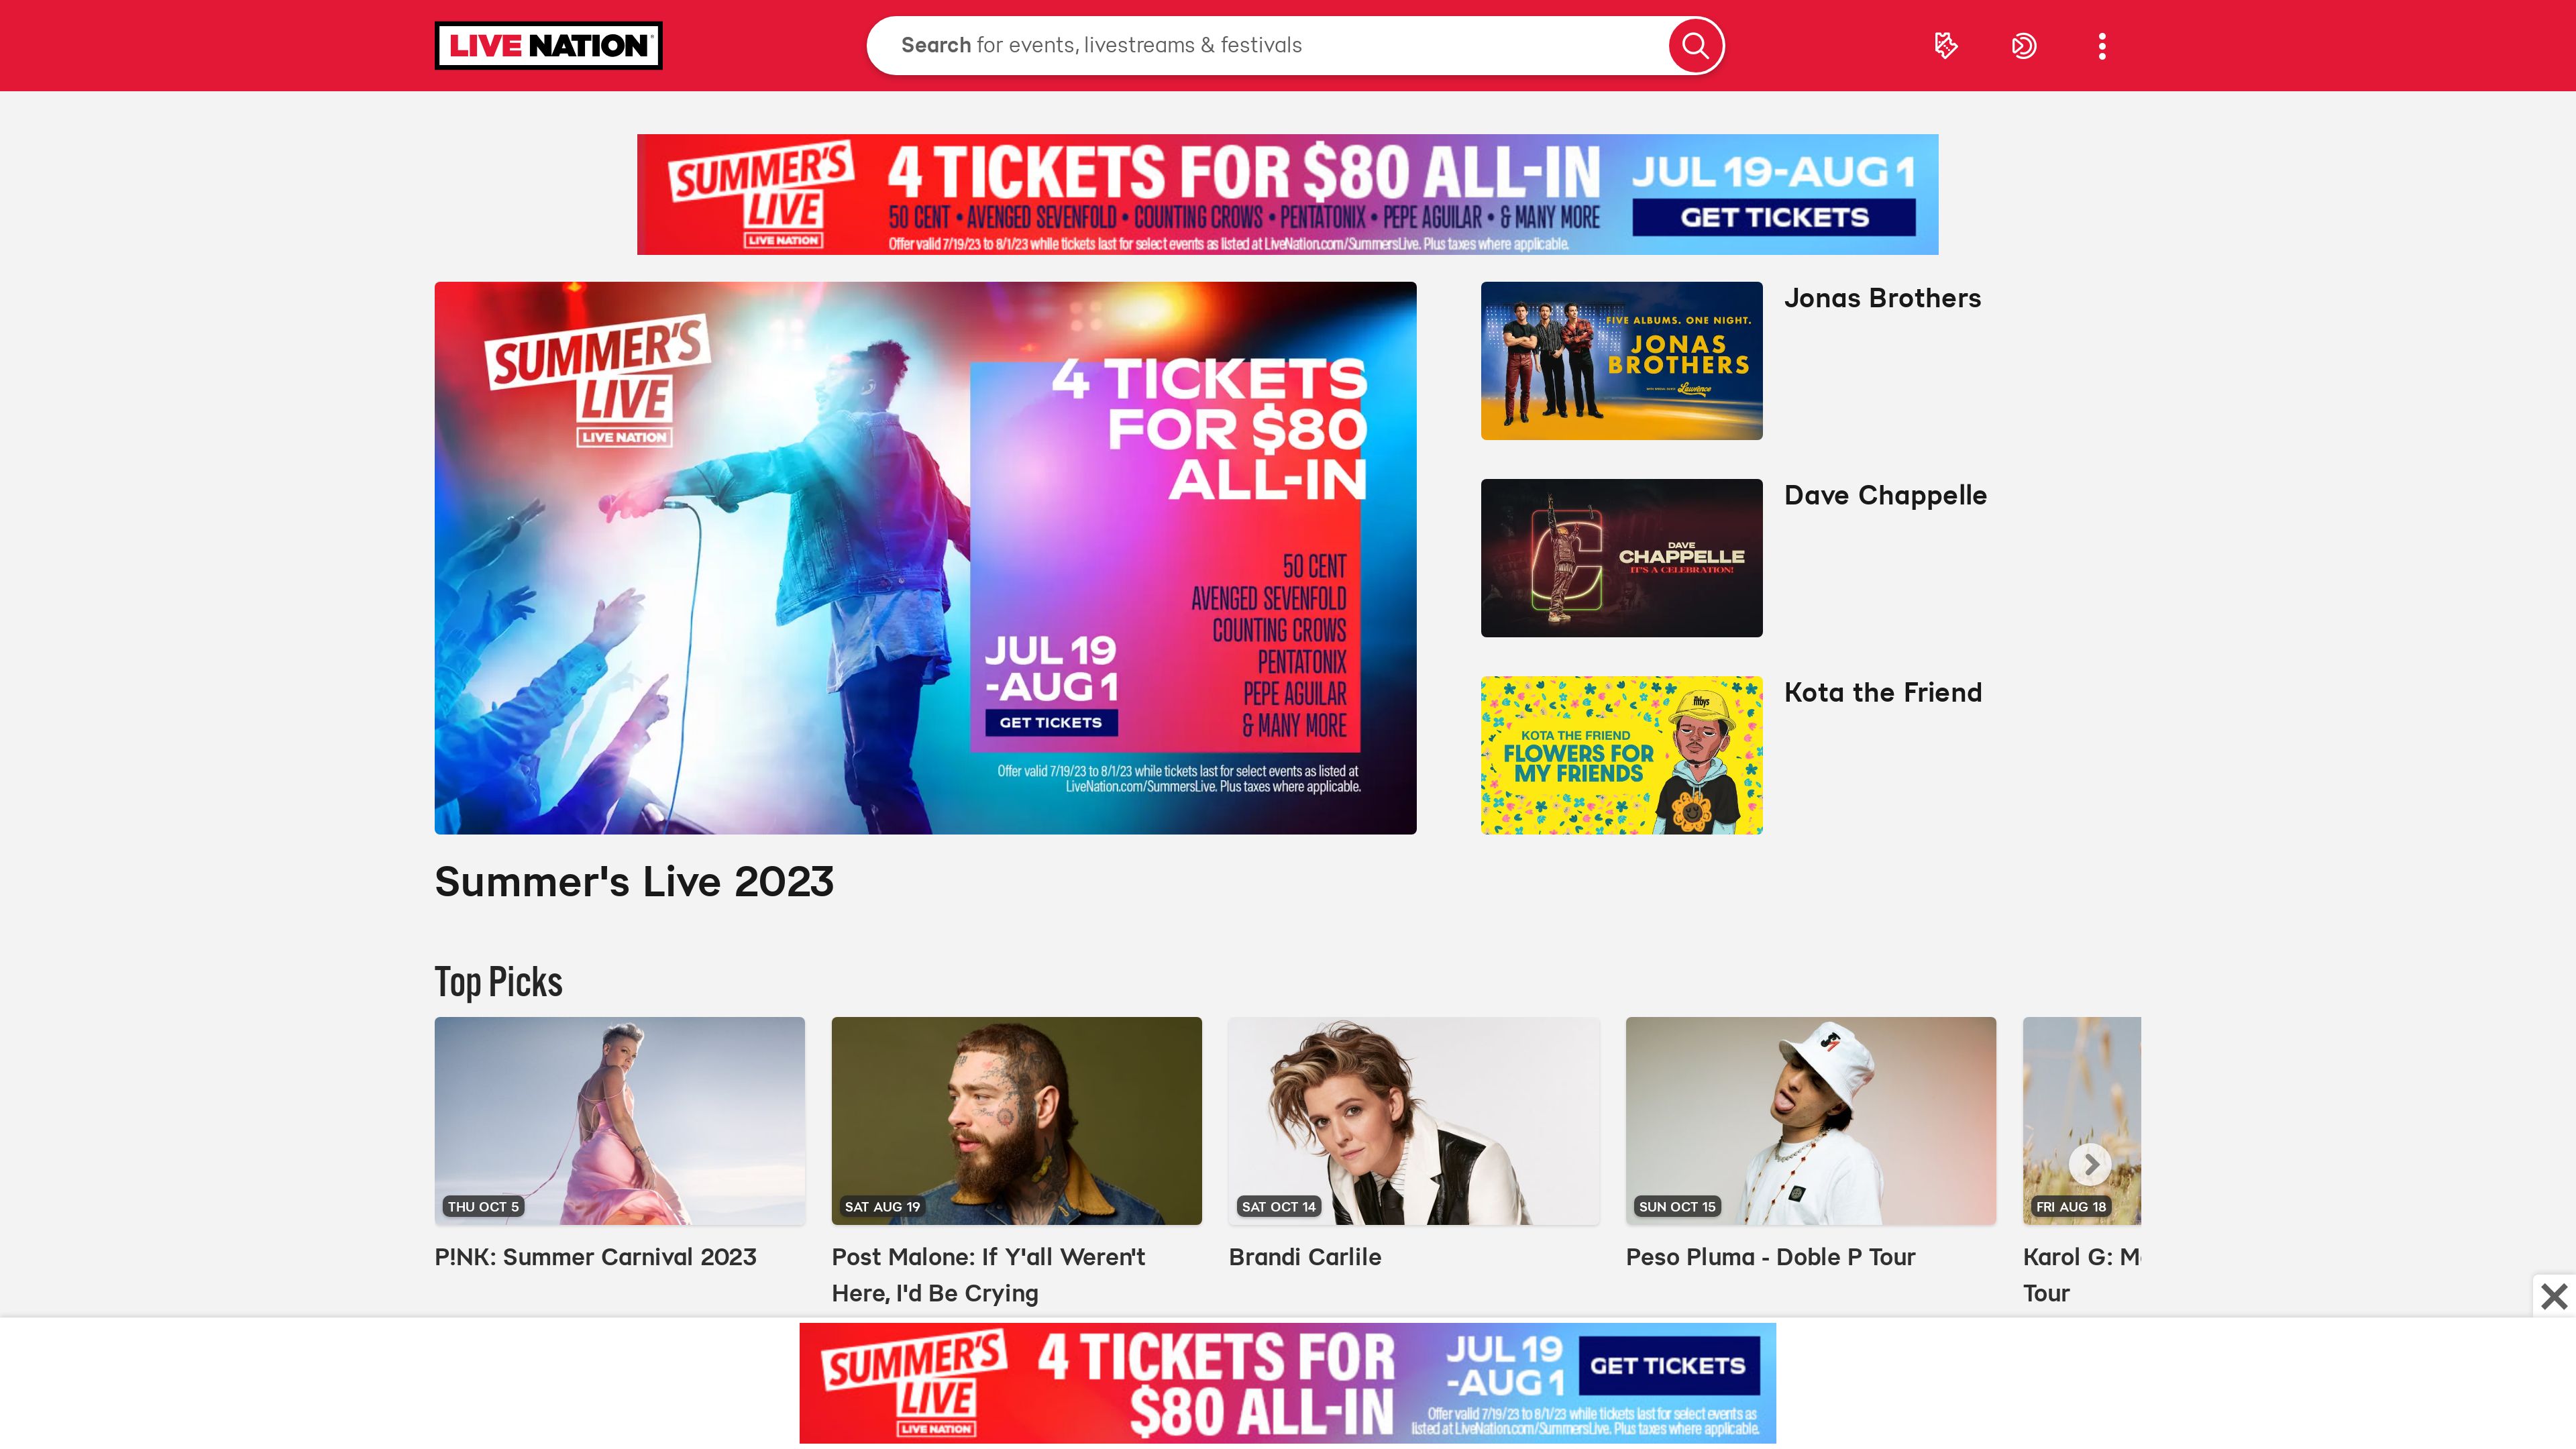 LIVE NATION
Search for events, livestreams & festivals
SUMMER'S
LIVE
LIVE NATION
4 TICKETS FOR $80 ALL-IN
50 CENT • AVENGED SEVENFOLD • COUNTING CROWS • PENTATONIX • PEPE AGUILAR • & MANY MORE
Offer valid 7/19/23 to 8/1/23 while tickets last for select events as listed at LiveNation.com/SummersLive. Plus taxes where applicable.
JUL 19-AUG 1
GET TICKETS
SUMMER'S
LIVE
LIVE NATION
4 TICKETS
FOR $80
ALL-IN
50 CENT
AVENGED SEVENFOLD
COUNTING CROWS
PENTATONIX
PEPE AGUILAR
& MANY MORE
JUL 19
-AUG 1
GET TICKETS
Offer valid 7/19/23 to 8/1/23 while tickets last for select events as listed at
LiveNation.com/SummersLive. Plus taxes where applicable.
Summer's Live 2023
FIVE ALBUMS. ONE NIGHT.
JONAS
BROTHERS
Lawrence
Jonas Brothers
DAVE
CHAPPELLE
IT'S A CELEBRATION!
Dave Chappelle
KOTA THE FRIEND
FLOWERS FOR
MY FRIENDS
Kota the Friend
Top Picks
THU OCT 5
P!NK: Summer Carnival 2023
SAT AUG 19
Post Malone: If Y'all Weren't
Here, I'd Be Crying
SAT OCT 14
Brandi Carlile
SUN OCT 15
Peso Pluma - Doble P Tour
FRI AUG 18
Karol G: M
Tour
SUMMER'S
LIVE
LIVE NATION
4 TICKETS FOR
$80 ALL-IN
JUL 19
-AUG 1
GET TICKETS
Offer valid 7/19/23 to 8/1/23 while tickets last for select events as
listed at LiveNation.com/SummersLive. Plus taxes where applicable.